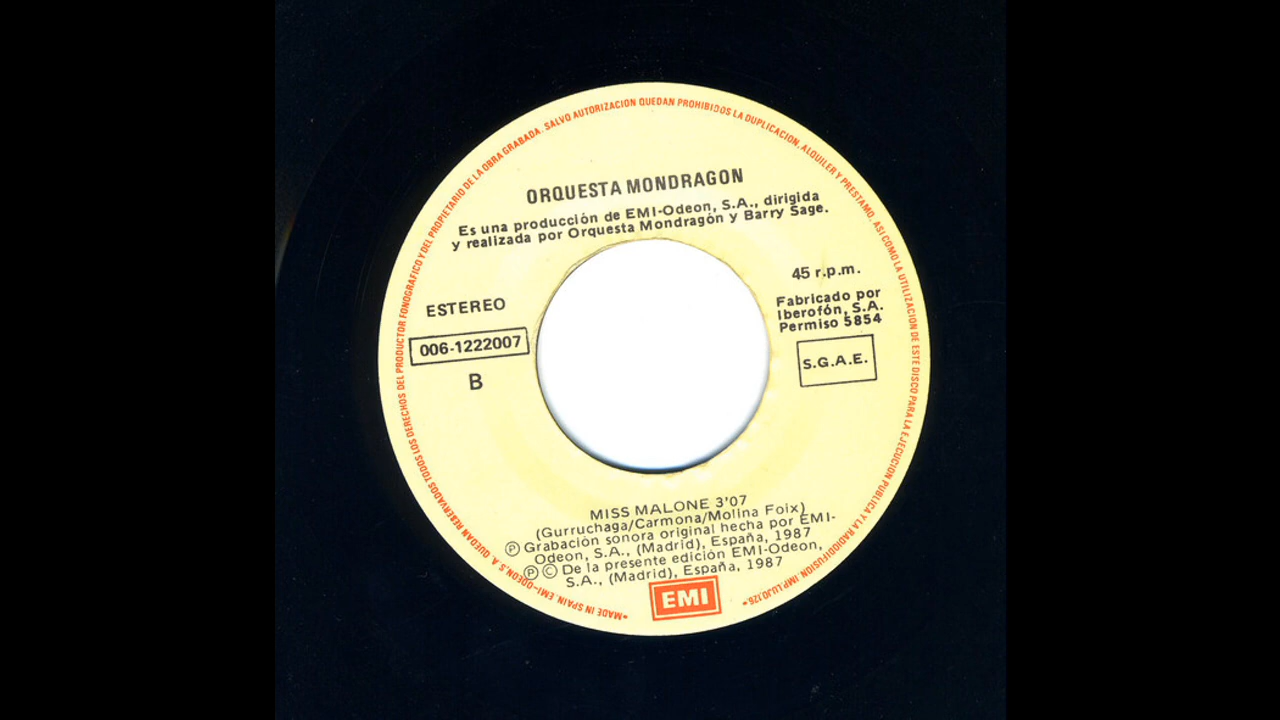 ORQUESTA MONDRAGON
Es una producción de EMI-Odeon, S.A., dirigida
y realizada por Orquesta Mondragón y Barry Sage.
45 r.p.m.
Fabricado por
Iberofón, S.A.
Permiso 5854
ESTEREO
006-1222007
B
S.G.A.E.
MISS MALONE 3'07
(Gurruchaga/Carmona/Molina Foix)
Ⓟ Grabación sonora original hecha por EMI-
Odeon, S.A., (Madrid), España, 1987
Ⓟ © De la presente edición EMI-Odeon,
S.A., (Madrid), España, 1987
EMI
*MADE IN SPAIN. EMI-ODEON, S. A. QUEDAN RESERVADOS TODOS LOS DERECHOS DEL PRODUCTOR FONOGRAFICO Y DEL PROPIETARIO DE LA OBRA GRABADA. SALVO AUTORIZACION QUEDAN PROHIBIDOS LA DUPLICACION, ALQUILER Y PRESTAMO, ASI COMO LA UTILIZACION DE ESTE DISCO PARA LA EJECUCION PUBLICA Y LA RADIODIFUSION. IMP. LUJO,126*